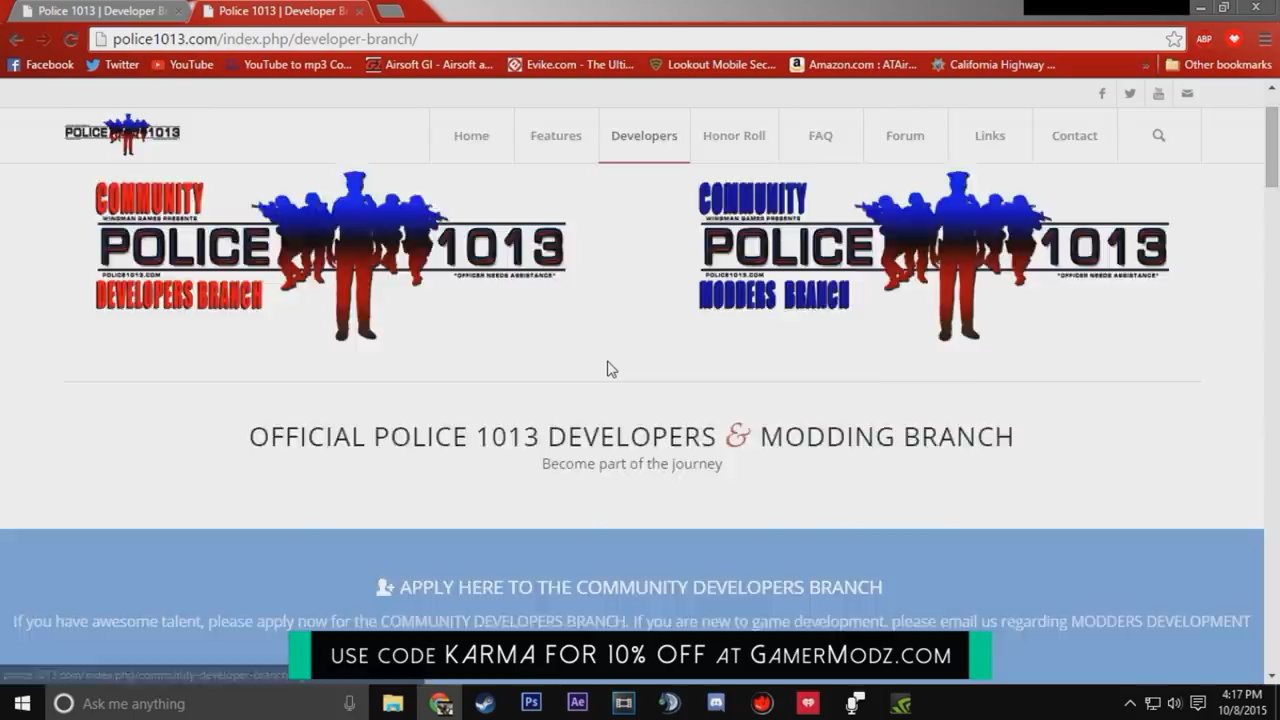 Police 1013 | Developer B
Police 1013 | Developer B
police1013.com/index.php/developer-branch/
ABP
Facebook
Twitter
YouTube
YouTube to mp3 Co...
Airsoft GI - Airsoft a...
Evike.com - The Ulti...
Lookout Mobile Sec...
Amazon.com : ATAir...
California Highway ...
»
Other bookmarks
POLICE 1013
Home
Features
Developers
Honor Roll
FAQ
Forum
Links
Contact
COMMUNITY
WINGMAN GAMES PRESENTS
POLICE 1013
POLICE1013.COM
"OFFICER NEEDS ASSISTANCE"
DEVELOPERS BRANCH
COMMUNITY
WINGMAN GAMES PRESENTS
POLICE 1013
POLICE1013.COM
"OFFICER NEEDS ASSISTANCE"
MODDERS BRANCH
OFFICIAL POLICE 1013 DEVELOPERS & MODDING BRANCH
Become part of the journey
APPLY HERE TO THE COMMUNITY DEVELOPERS BRANCH
If you have awesome talent, please apply now for the COMMUNITY DEVELOPERS BRANCH. If you are new to game development, please email us regarding MODDERS DEVELOPMENT
USE CODE KARMA FOR 10% OFF AT GAMERMODZ.COM
Ask me anything
Ps
Ae
4:17 PM
10/8/2015